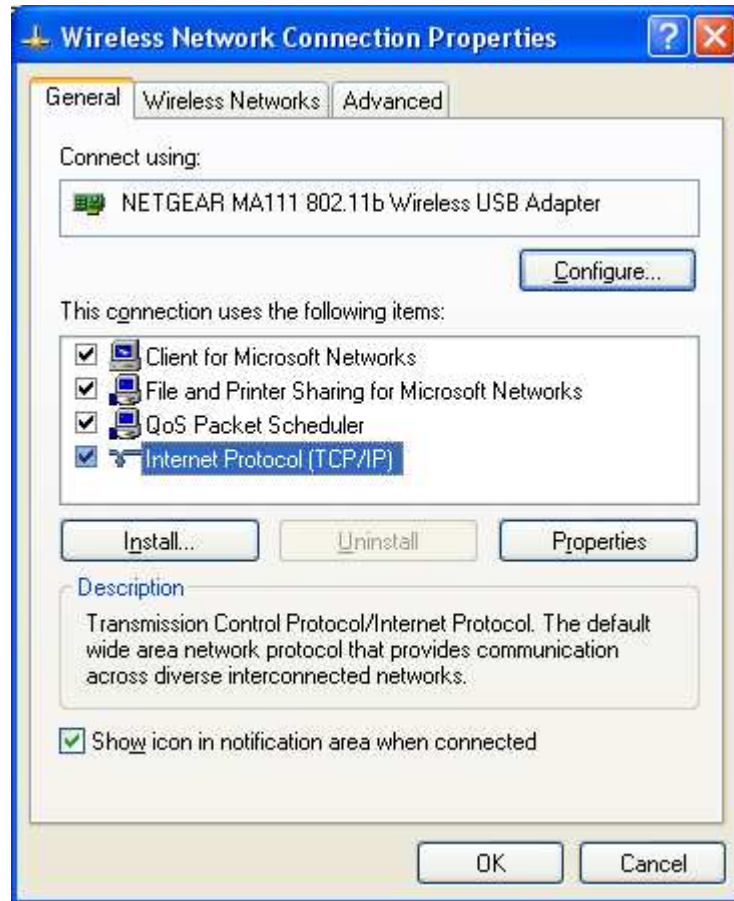 Wireless Network Connection Properties
General Wireless Networks Advanced
Connect using:
NETGEAR MA111 802.11b Wireless USB Adapter
Configure...
This connection uses the following items:
Client for Microsoft Networks
File and Printer Sharing for Microsoft Networks
QoS Packet Scheduler
Internet Protocol (TCP/IP)
Install... Uninstall Properties
Description
Transmission Control Protocol/Internet Protocol. The default
wide area network protocol that provides communication
across diverse interconnected networks.
Show icon in notification area when connected
OK Cancel